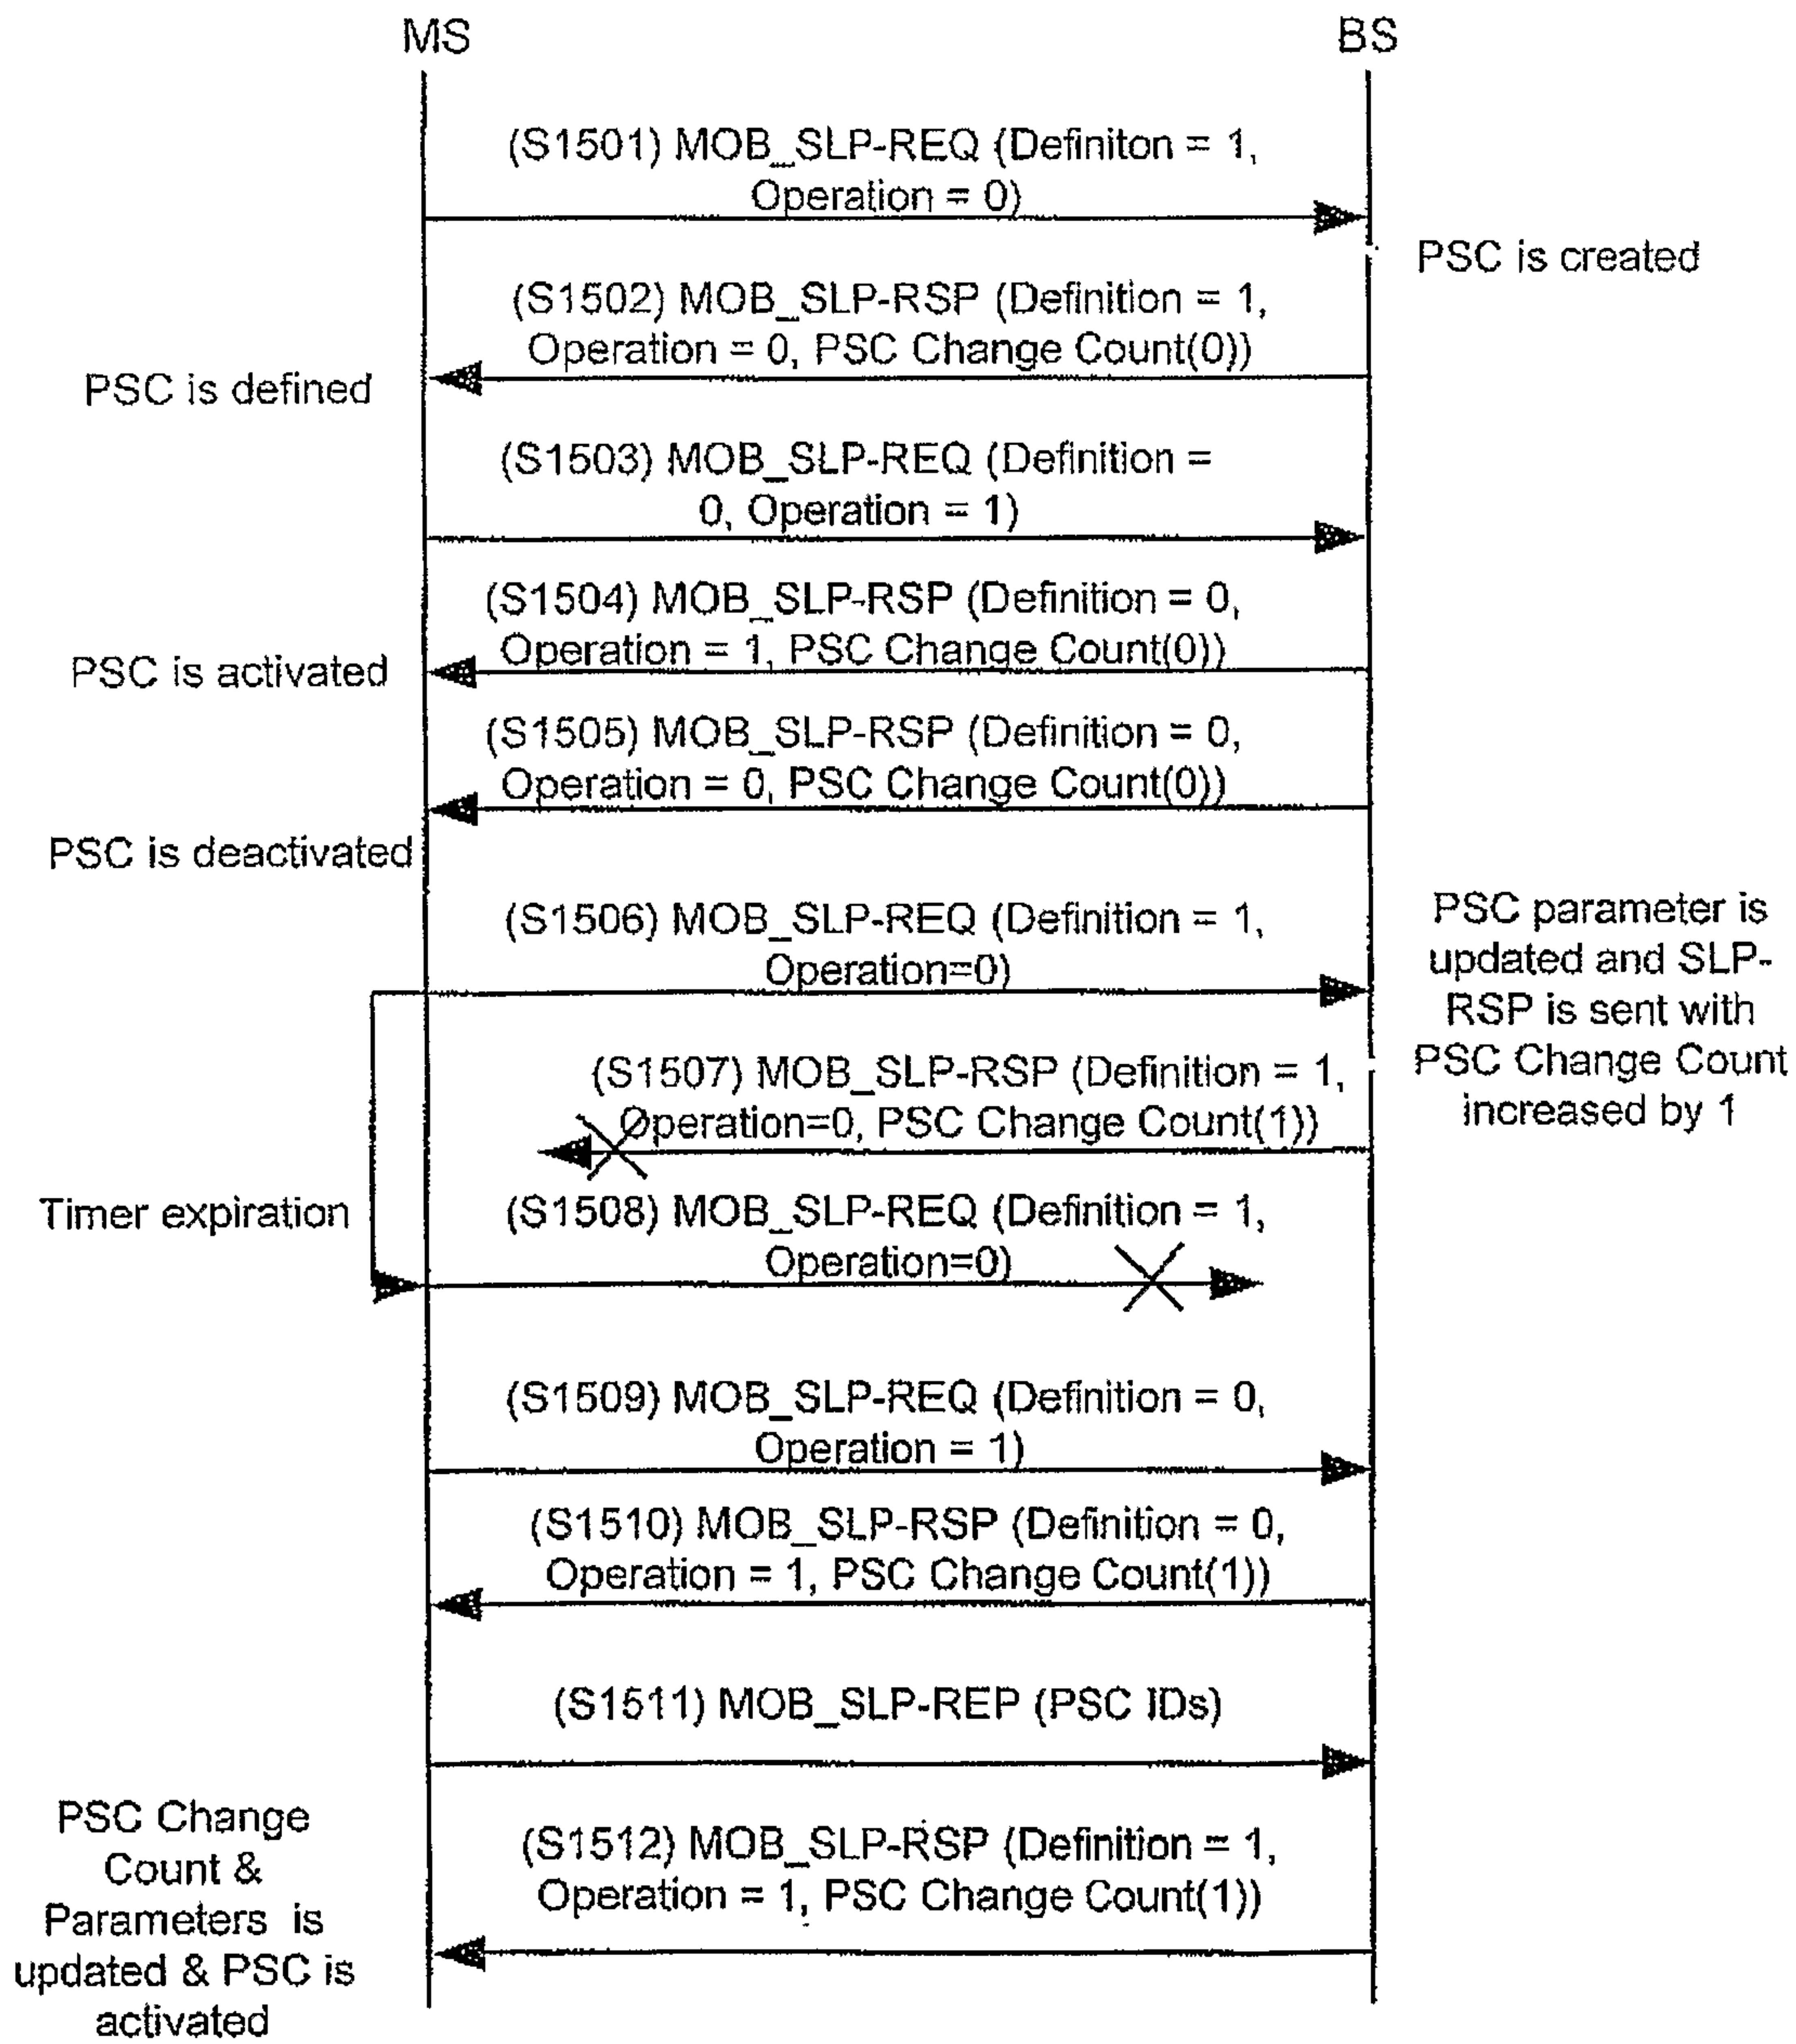 MS
BS
(S1501) MOB_SLP-REQ (Definiton = 1,
Operation = 0)
PSC is created
(S1502) MOB_SLP-RSP (Definition = 1,
Operation = 0, PSC Change Count(0))
PSC is defined
(S1503) MOB_SLP-REQ (Definition =
0, Operation = 1)
(S1504) MOB_SLP-RSP (Definition = 0,
Operation = 1, PSC Change Count(0))
PSC is activated
(S1505) MOB_SLP-RSP (Definition = 0,
Operation = 0, PSC Change Count(0))
PSC is deactivated
(S1506) MOB_SLP-REQ (Definition = 1,
Operation=0)
PSC parameter is
updated and SLP-
RSP is sent with
PSC Change Count
increased by 1
(S1507) MOB_SLP-RSP (Definition = 1,
Operation=0, PSC Change Count(1))
Timer expiration
(S1508) MOB_SLP-REQ (Definition = 1,
Operation=0)
(S1509) MOB_SLP-REQ (Definition = 0,
Operation = 1)
(S1510) MOB_SLP-RSP (Definition = 0,
Operation = 1, PSC Change Count(1))
(S1511) MOB_SLP-REP (PSC IDs)
(S1512) MOB_SLP-RSP (Definition = 1,
Operation = 1, PSC Change Count(1))
PSC Change
Count &
Parameters is
updated & PSC is
activated